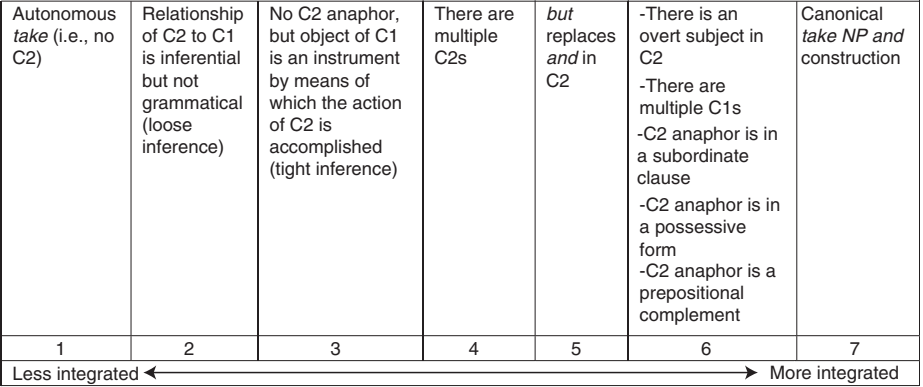 Autonomous
take (i.e., no
C2)
Relationship
of C2 to C1
is inferential
but not
grammatical
(loose
inference)
No C2 anaphor,
but object of C1
is an instrument
by means of
which the action
of C2 is
accomplished
(tight inference)
There are
multiple
C2s
but
replaces
and in
C2
-There is an
overt subject in
C2
-There are
multiple C1s
-C2 anaphor is in
a subordinate
clause
-C2 anaphor is in
a possessive
form
-C2 anaphor is a
prepositional
complement
Canonical
take NP and
construction
1 2 3 4 5 6 7
Less integrated More integrated